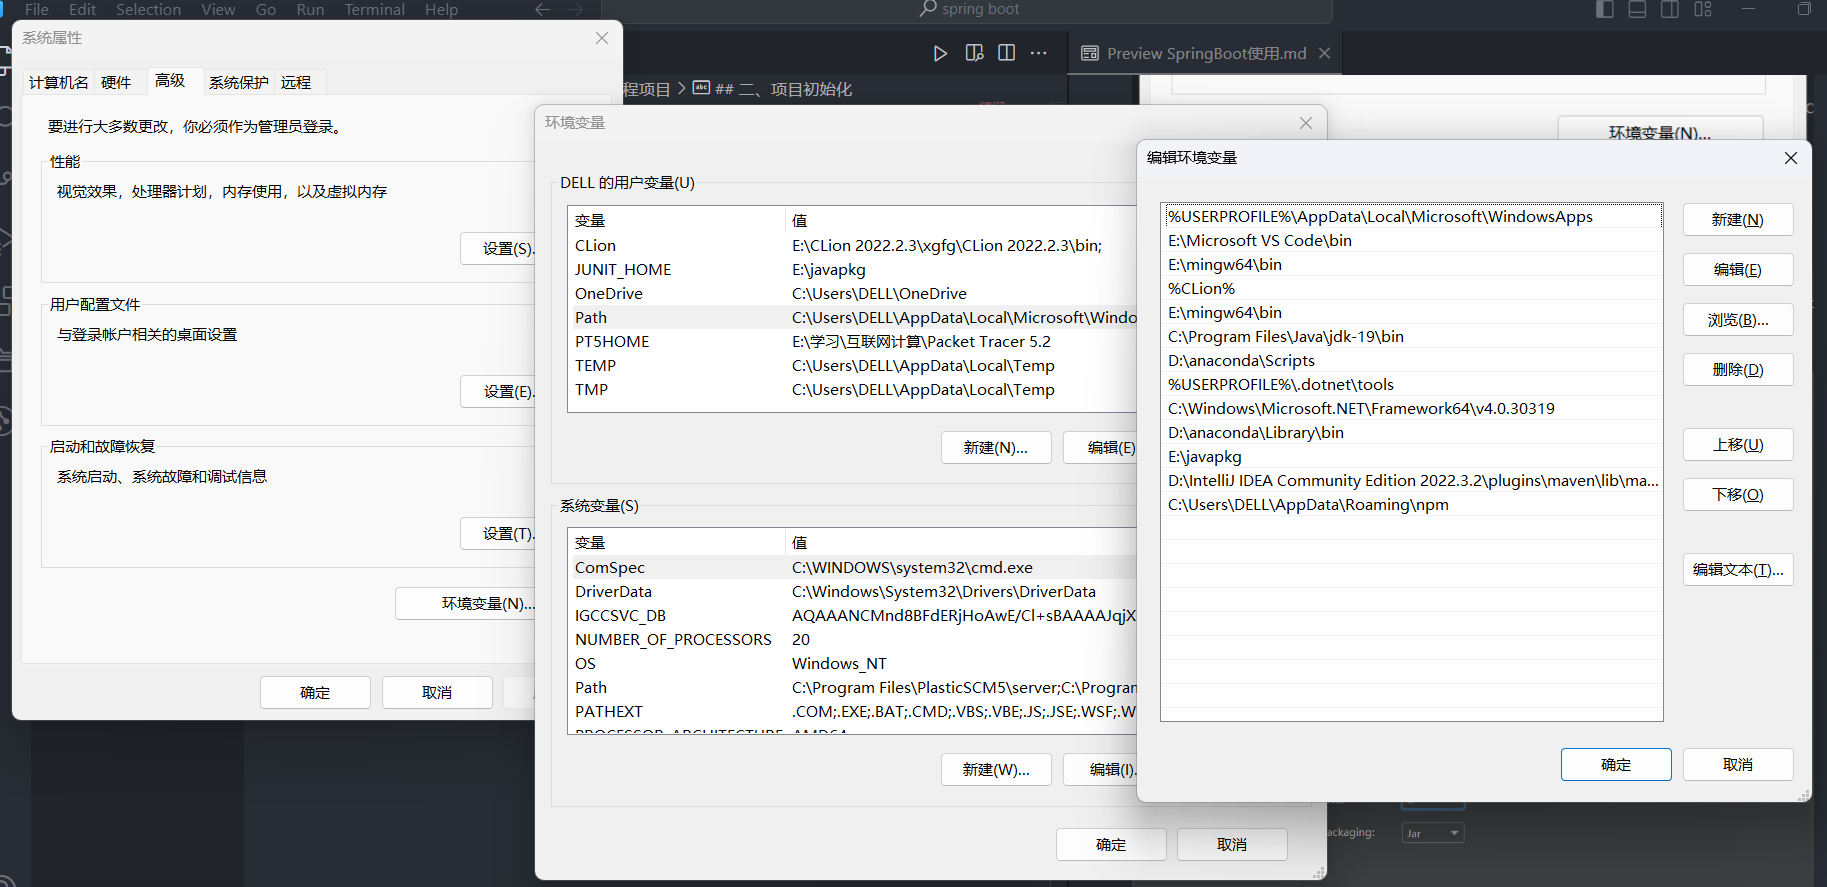 File Edit Selection View Go Run Terminal Help
spring boot
Preview SpringBoot使用.md
程项目 > ## 二、项目初始化
环境变量(N)...
系统属性
计算机名 硬件 高级 系统保护 远程
要进行大多数更改，你必须作为管理员登录。
性能
视觉效果，处理器计划，内存使用，以及虚拟内存
设置(S)...
用户配置文件
与登录帐户相关的桌面设置
设置(E)...
启动和故障恢复
系统启动、系统故障和调试信息
设置(T)...
环境变量(N)...
确定 取消
环境变量
DELL 的用户变量(U)
变量 值
CLion E:\CLion 2022.2.3\xgfg\CLion 2022.2.3\bin;
JUNIT_HOME E:\javapkg
OneDrive C:\Users\DELL\OneDrive
Path C:\Users\DELL\AppData\Local\Microsoft\Windo
PT5HOME E:\学习\互联网计算\Packet Tracer 5.2
TEMP C:\Users\DELL\AppData\Local\Temp
TMP C:\Users\DELL\AppData\Local\Temp
新建(N)... 编辑(E)
系统变量(S)
变量 值
ComSpec C:\WINDOWS\system32\cmd.exe
DriverData C:\Windows\System32\Drivers\DriverData
IGCCSVC_DB AQAAANCMnd8BFdERjHoAwE/Cl+sBAAAAJqjX
NUMBER_OF_PROCESSORS 20
OS Windows_NT
Path C:\Program Files\PlasticSCM5\server;C:\Program
PATHEXT .COM;.EXE;.BAT;.CMD;.VBS;.VBE;.JS;.JSE;.WSF;.W
PROCESSOR_ARCHITECTURE AMD64
新建(W)... 编辑(I)...
确定 取消
编辑环境变量
%USERPROFILE%\AppData\Local\Microsoft\WindowsApps
E:\Microsoft VS Code\bin
E:\mingw64\bin
%CLion%
E:\mingw64\bin
C:\Program Files\Java\jdk-19\bin
D:\anaconda\Scripts
%USERPROFILE%\.dotnet\tools
C:\Windows\Microsoft.NET\Framework64\v4.0.30319
D:\anaconda\Library\bin
E:\javapkg
D:\IntelliJ IDEA Community Edition 2022.3.2\plugins\maven\lib\ma...
C:\Users\DELL\AppData\Roaming\npm
新建(N)
编辑(E)
浏览(B)...
删除(D)
上移(U)
下移(O)
编辑文本(T)...
确定 取消
ackaging: Jar